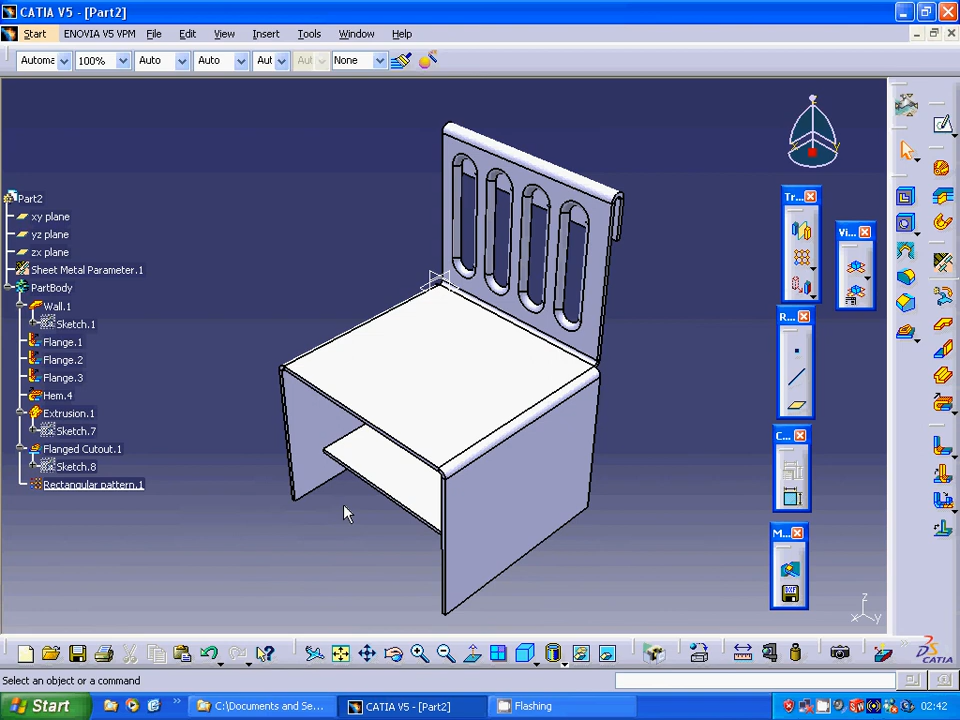 CATIA V5 - [Part2]
Start ENOVIA V5 VPM File Edit View Insert Tools Window Help
Automa 100% Auto Auto Aut Aut None
Part2
xy plane
yz plane
zx plane
Sheet Metal Parameter.1
PartBody
Wall.1
Sketch.1
Flange.1
Flange.2
Flange.3
Hem.4
Extrusion.1
Sketch.7
Flanged Cutout.1
Sketch.8
Rectangular pattern.1
Tr...
Vi...
R...
C...
M...
z
x y
CATIA
Select an object or a command
Start C:\Documents and Se... CATIA V5 - [Part2] Flashing 02:42